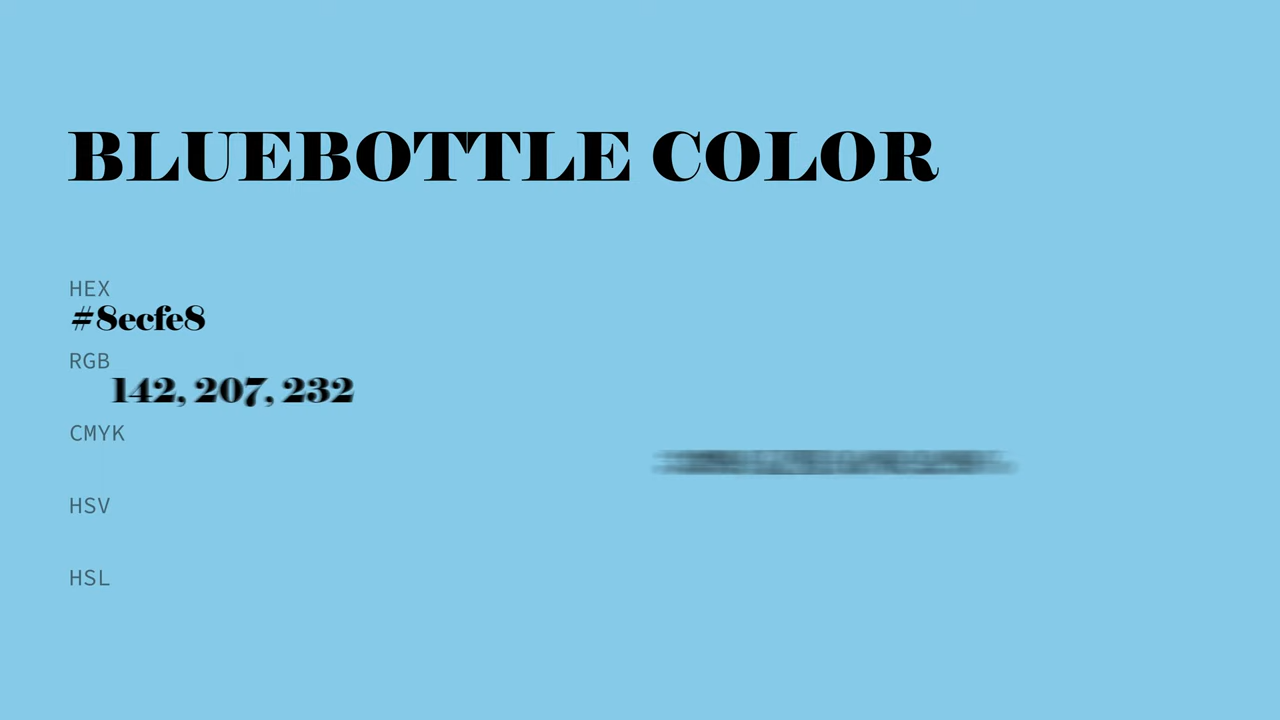 BLUEBOTTLE COLOR
HEX
#8ecfe8
RGB
142, 207, 232
CMYK
HSV
HSL